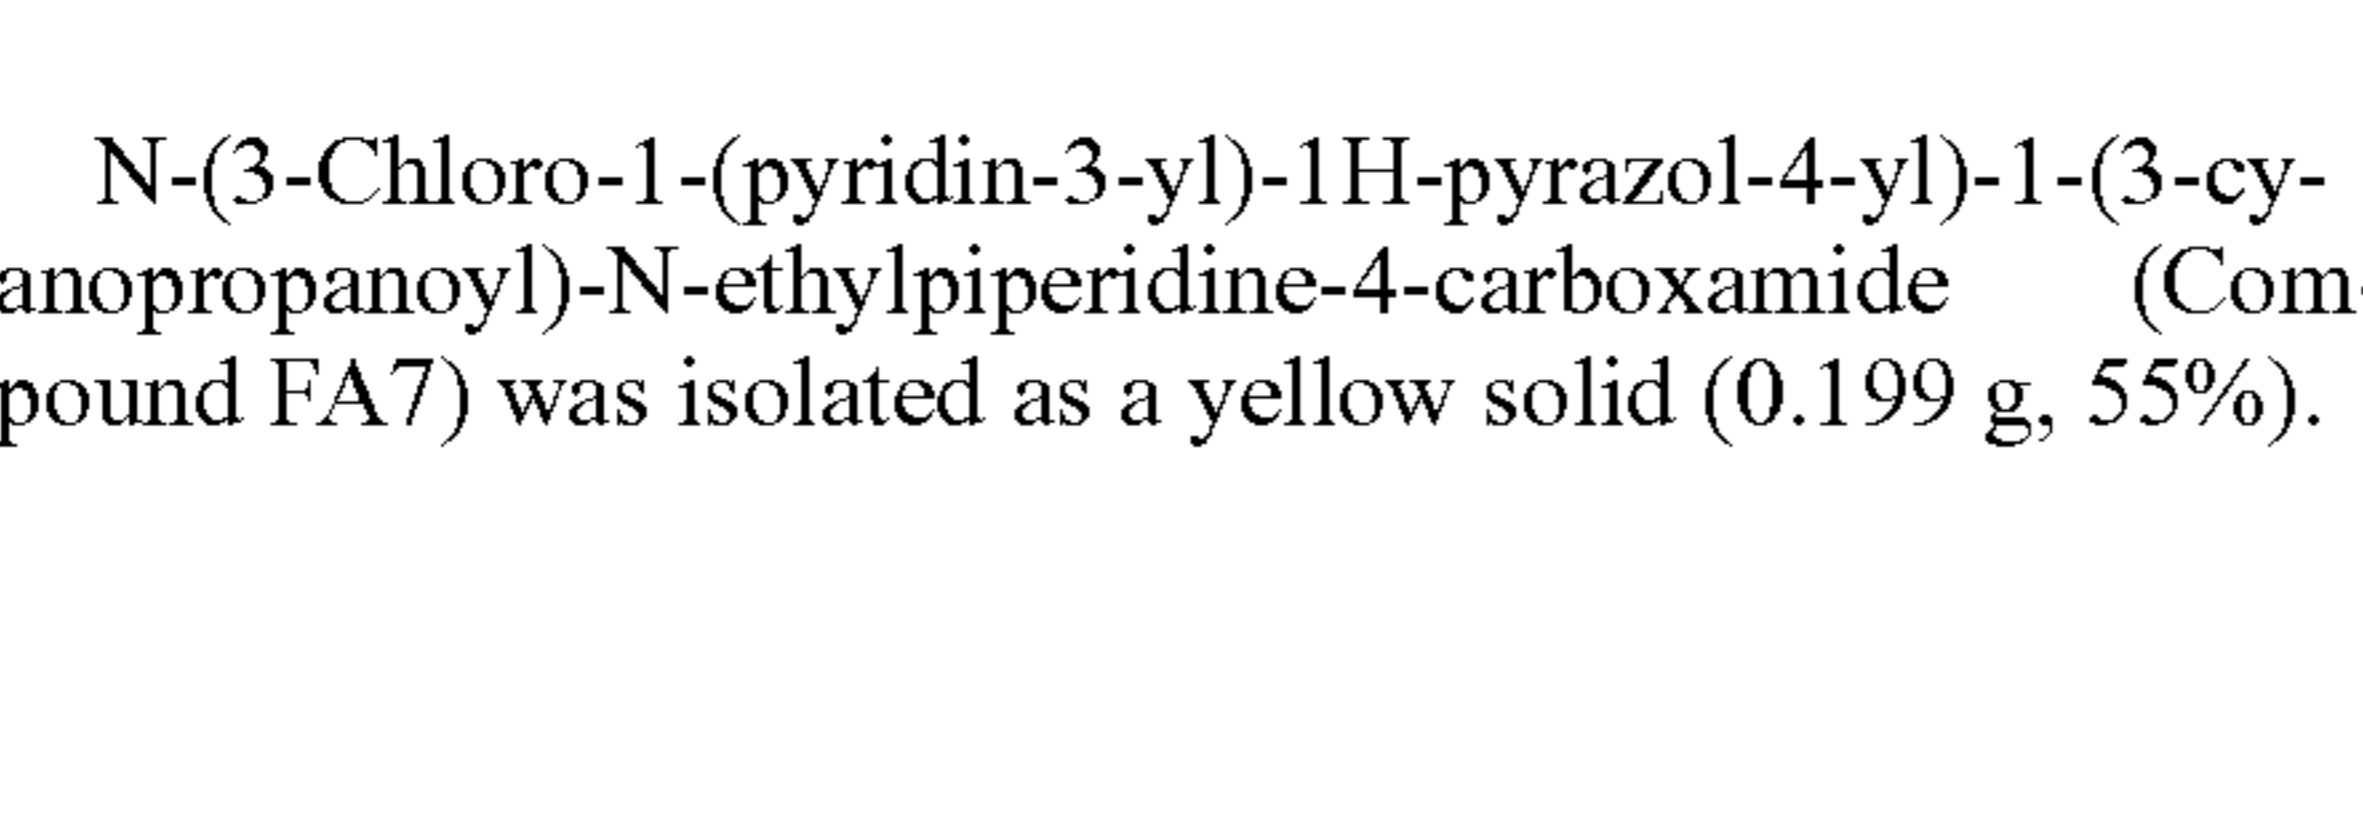 N-(3-Chloro-1-(pyridin-3-yl)-1H-pyrazol-4-yl)-1-(3-cy-
anopropanoyl)-N-ethylpiperidine-4-carboxamide (Com-
pound FA7) was isolated as a yellow solid (0.199 g, 55%).